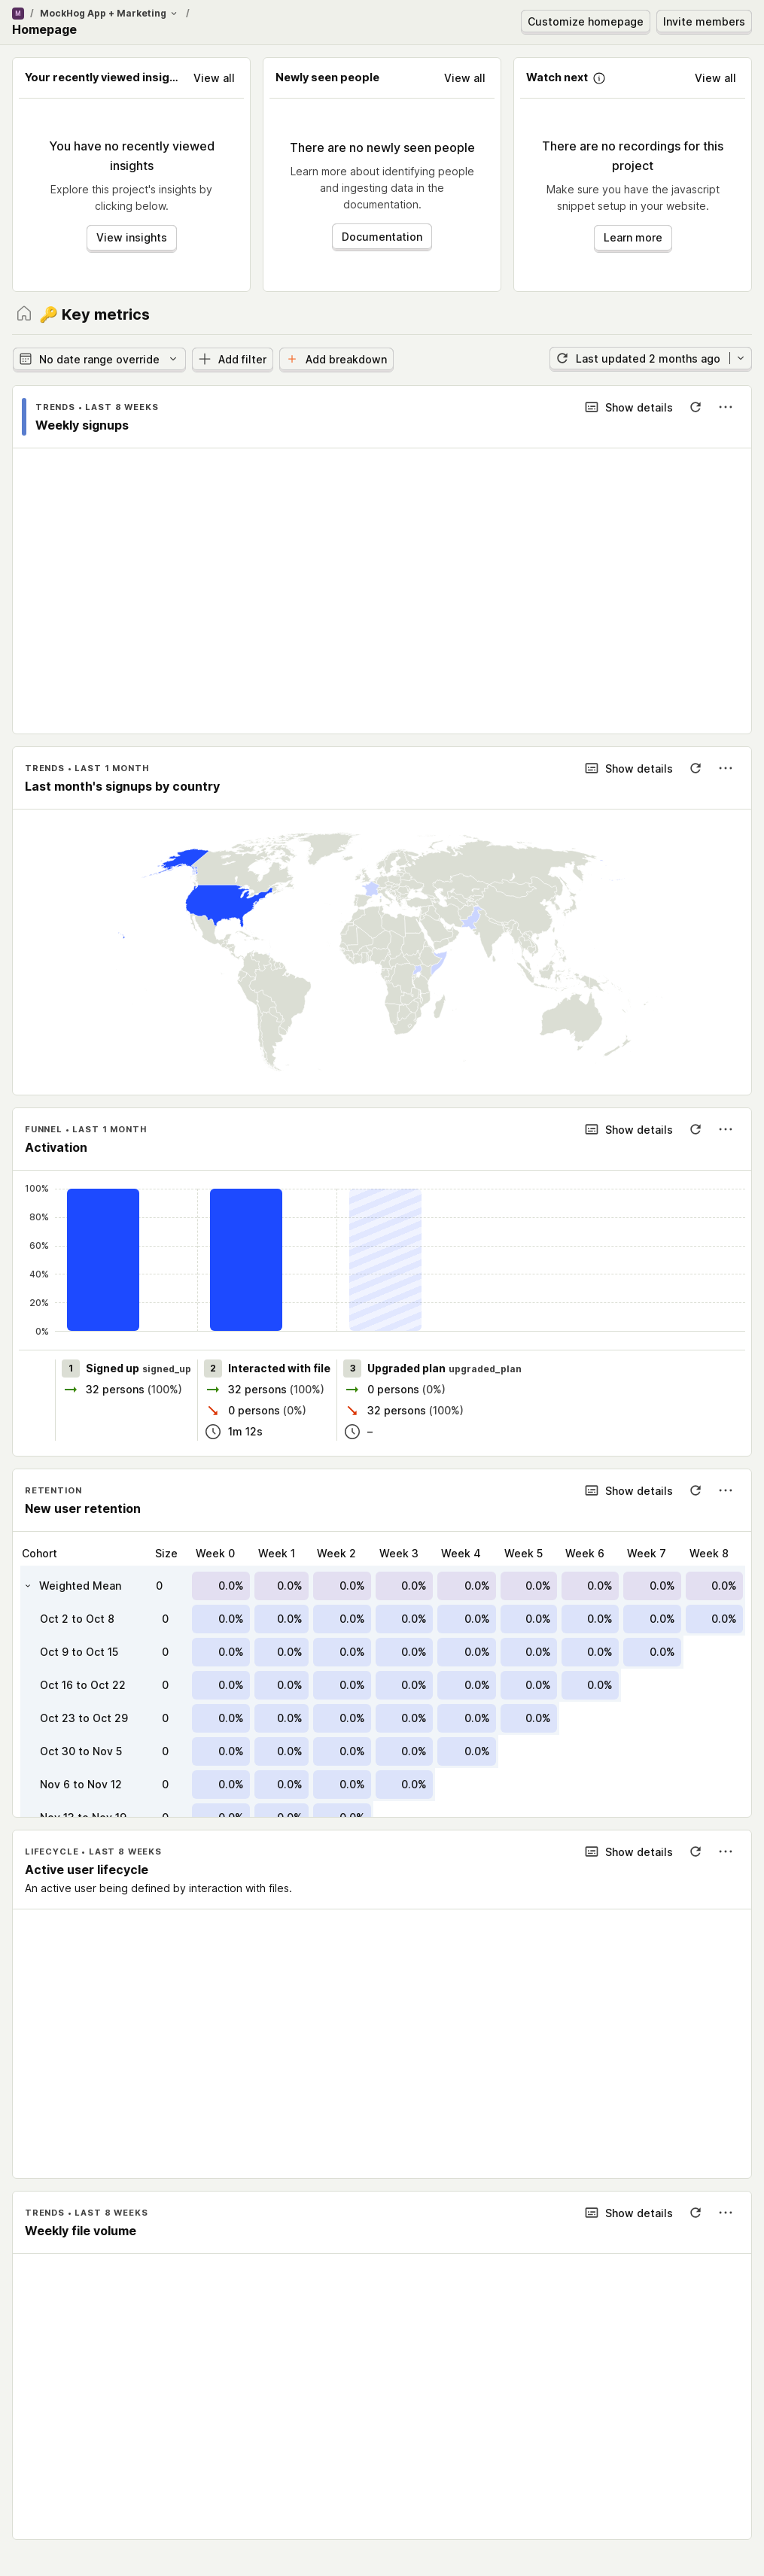 M / MockHog App + Marketing /
Homepage
Customize homepage
Invite members
Your recently viewed insig...
View all
You have no recently viewed
insights
Explore this project's insights by
clicking below.
View insights
Newly seen people
View all
There are no newly seen people
Learn more about identifying people
and ingesting data in the
documentation.
Documentation
Watch next
View all
There are no recordings for this
project
Make sure you have the javascript
snippet setup in your website.
Learn more
🔑 Key metrics
No date range override
Add filter
Add breakdown
Last updated 2 months ago
TRENDS • LAST 8 WEEKS
Show details
Weekly signups
TRENDS • LAST 1 MONTH
Show details
Last month's signups by country
FUNNEL • LAST 1 MONTH
Show details
Activation
100%
80%
60%
40%
20%
0%
1 Signed up signed_up
32 persons (100%)
2 Interacted with file
32 persons (100%)
0 persons (0%)
1m 12s
3 Upgraded plan upgraded_plan
0 persons (0%)
32 persons (100%)
–
RETENTION
Show details
New user retention
Cohort Size Week 0 Week 1 Week 2 Week 3 Week 4 Week 5 Week 6 Week 7 Week 8
Weighted Mean 0 0.0% 0.0% 0.0% 0.0% 0.0% 0.0% 0.0% 0.0% 0.0%
Oct 2 to Oct 8 0 0.0% 0.0% 0.0% 0.0% 0.0% 0.0% 0.0% 0.0% 0.0%
Oct 9 to Oct 15 0 0.0% 0.0% 0.0% 0.0% 0.0% 0.0% 0.0% 0.0%
Oct 16 to Oct 22 0 0.0% 0.0% 0.0% 0.0% 0.0% 0.0% 0.0%
Oct 23 to Oct 29 0 0.0% 0.0% 0.0% 0.0% 0.0% 0.0%
Oct 30 to Nov 5 0 0.0% 0.0% 0.0% 0.0% 0.0%
Nov 6 to Nov 12 0 0.0% 0.0% 0.0% 0.0%
Nov 13 to Nov 19 0 0.0% 0.0% 0.0%
LIFECYCLE • LAST 8 WEEKS
Show details
Active user lifecycle
An active user being defined by interaction with files.
TRENDS • LAST 8 WEEKS
Show details
Weekly file volume